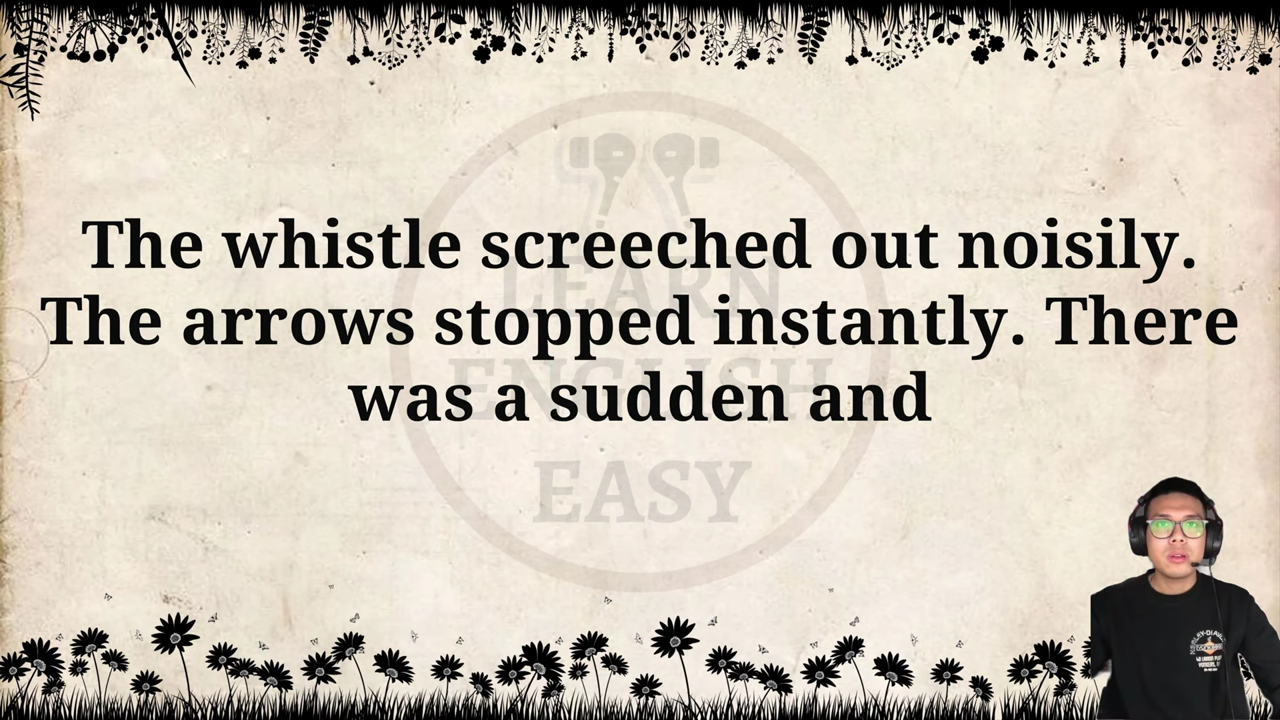 The whistle screeched out noisily.
The arrows stopped instantly. There
was a sudden and
LEARN
ENGLISH
EASY